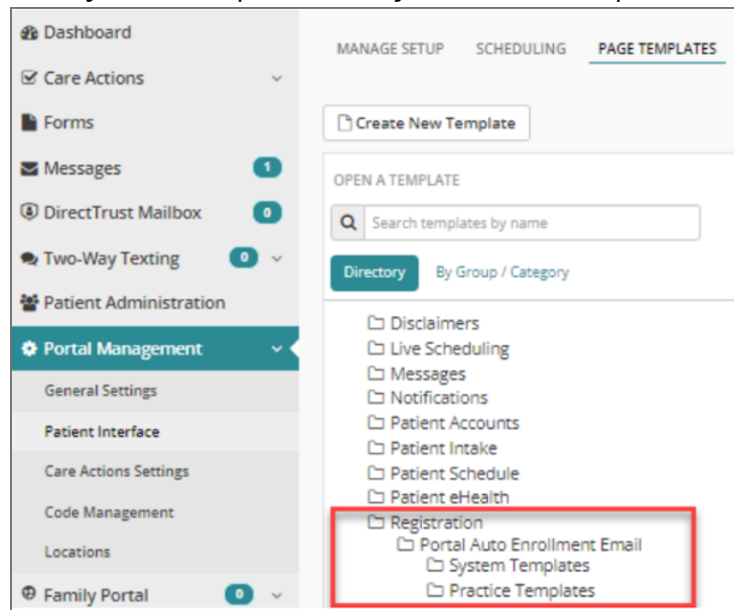 Dashboard
Care Actions
Forms
Messages 1
DirectTrust Mailbox 0
Two-Way Texting 0
Patient Administration
Portal Management
General Settings
Patient Interface
Care Actions Settings
Code Management
Locations
Family Portal 0
MANAGE SETUP SCHEDULING PAGE TEMPLATES
Create New Template
OPEN A TEMPLATE
Search templates by name
Directory By Group / Category
Disclaimers
Live Scheduling
Messages
Notifications
Patient Accounts
Patient Intake
Patient Schedule
Patient eHealth
Registration
Portal Auto Enrollment Email
System Templates
Practice Templates